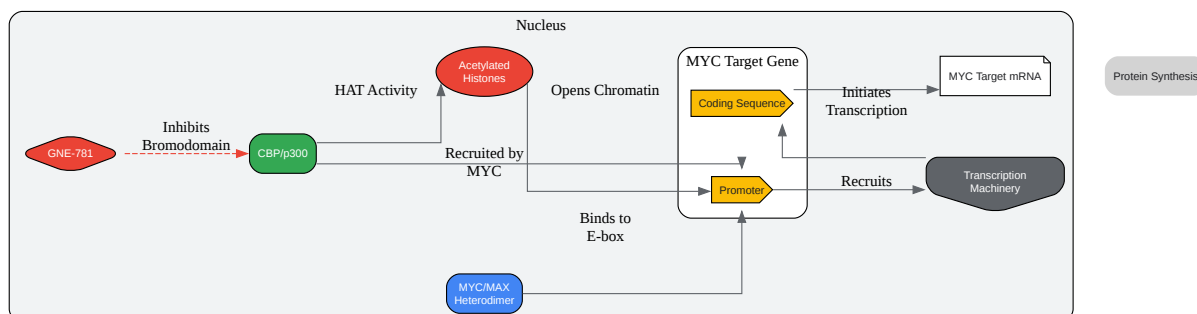 Nucleus
Acetylated
Histones
MYC Target Gene
MYC Target mRNA
Protein Synthesis
HAT Activity
Opens Chromatin
Coding Sequence
Initiates
Transcription
Inhibits
Bromodomain
GNE-781
CBP/p300
Recruited by
MYC
Promoter
Recruits
Transcription
Machinery
Binds to
E-box
MYC/MAX
Heterodimer